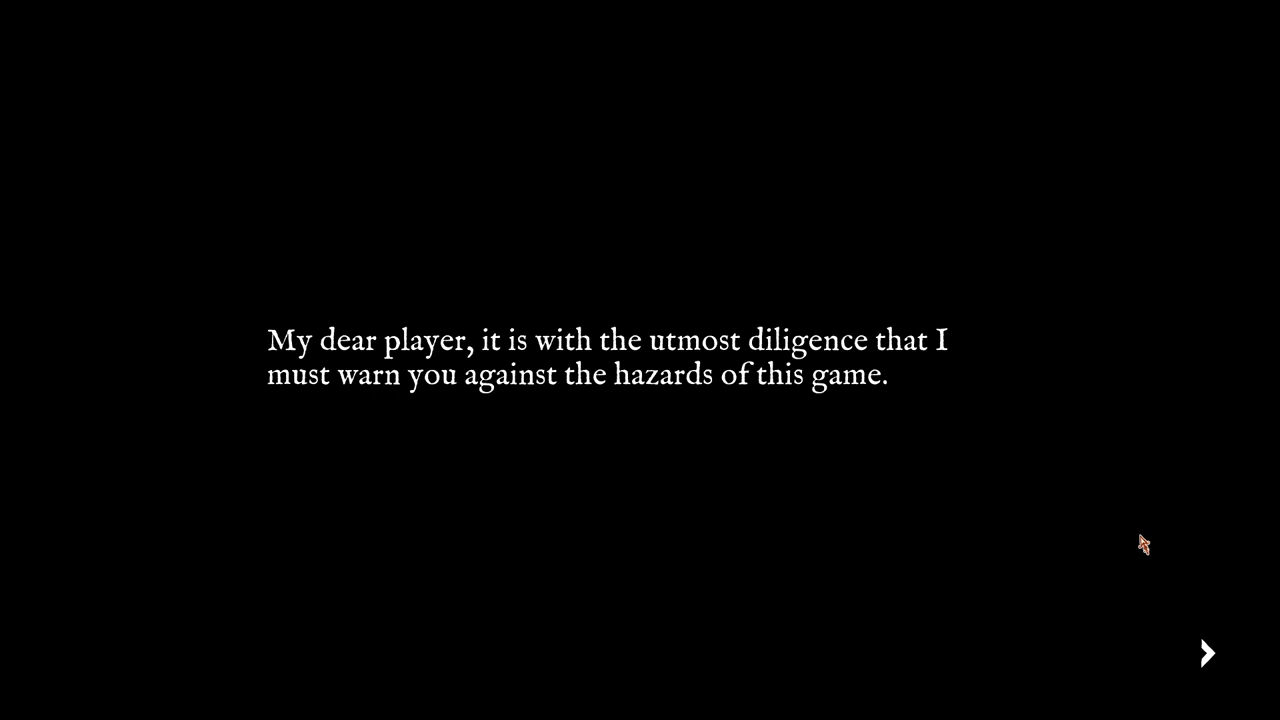 My dear player, it is with the utmost diligence that I
must warn you against the hazards of this game.